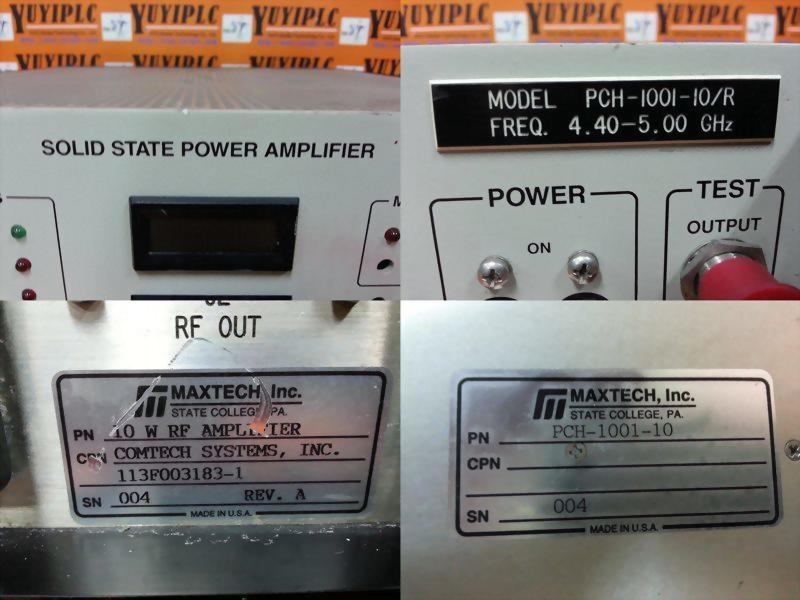 YUYIPLC YUYIPLC YUYIPLC
SOLID STATE POWER AMPLIFIER
YUYIPLC YUYIPLC YUYIPLC
MODEL PCH-1001-10/R
FREQ. 4.40-5.00 GHz
POWER
TEST
ON
OUTPUT
RF OUT
MAXTECH, Inc.
STATE COLLEGE, PA.
PN 10 W RF AMPLIFIER
CPN COMTECH SYSTEMS, INC.
113F003183-1
SN 004 REV. A
MADE IN U.S.A.
MAXTECH, Inc.
STATE COLLEGE, PA.
PN PCH-1001-10
CPN
SN 004
MADE IN U.S.A.